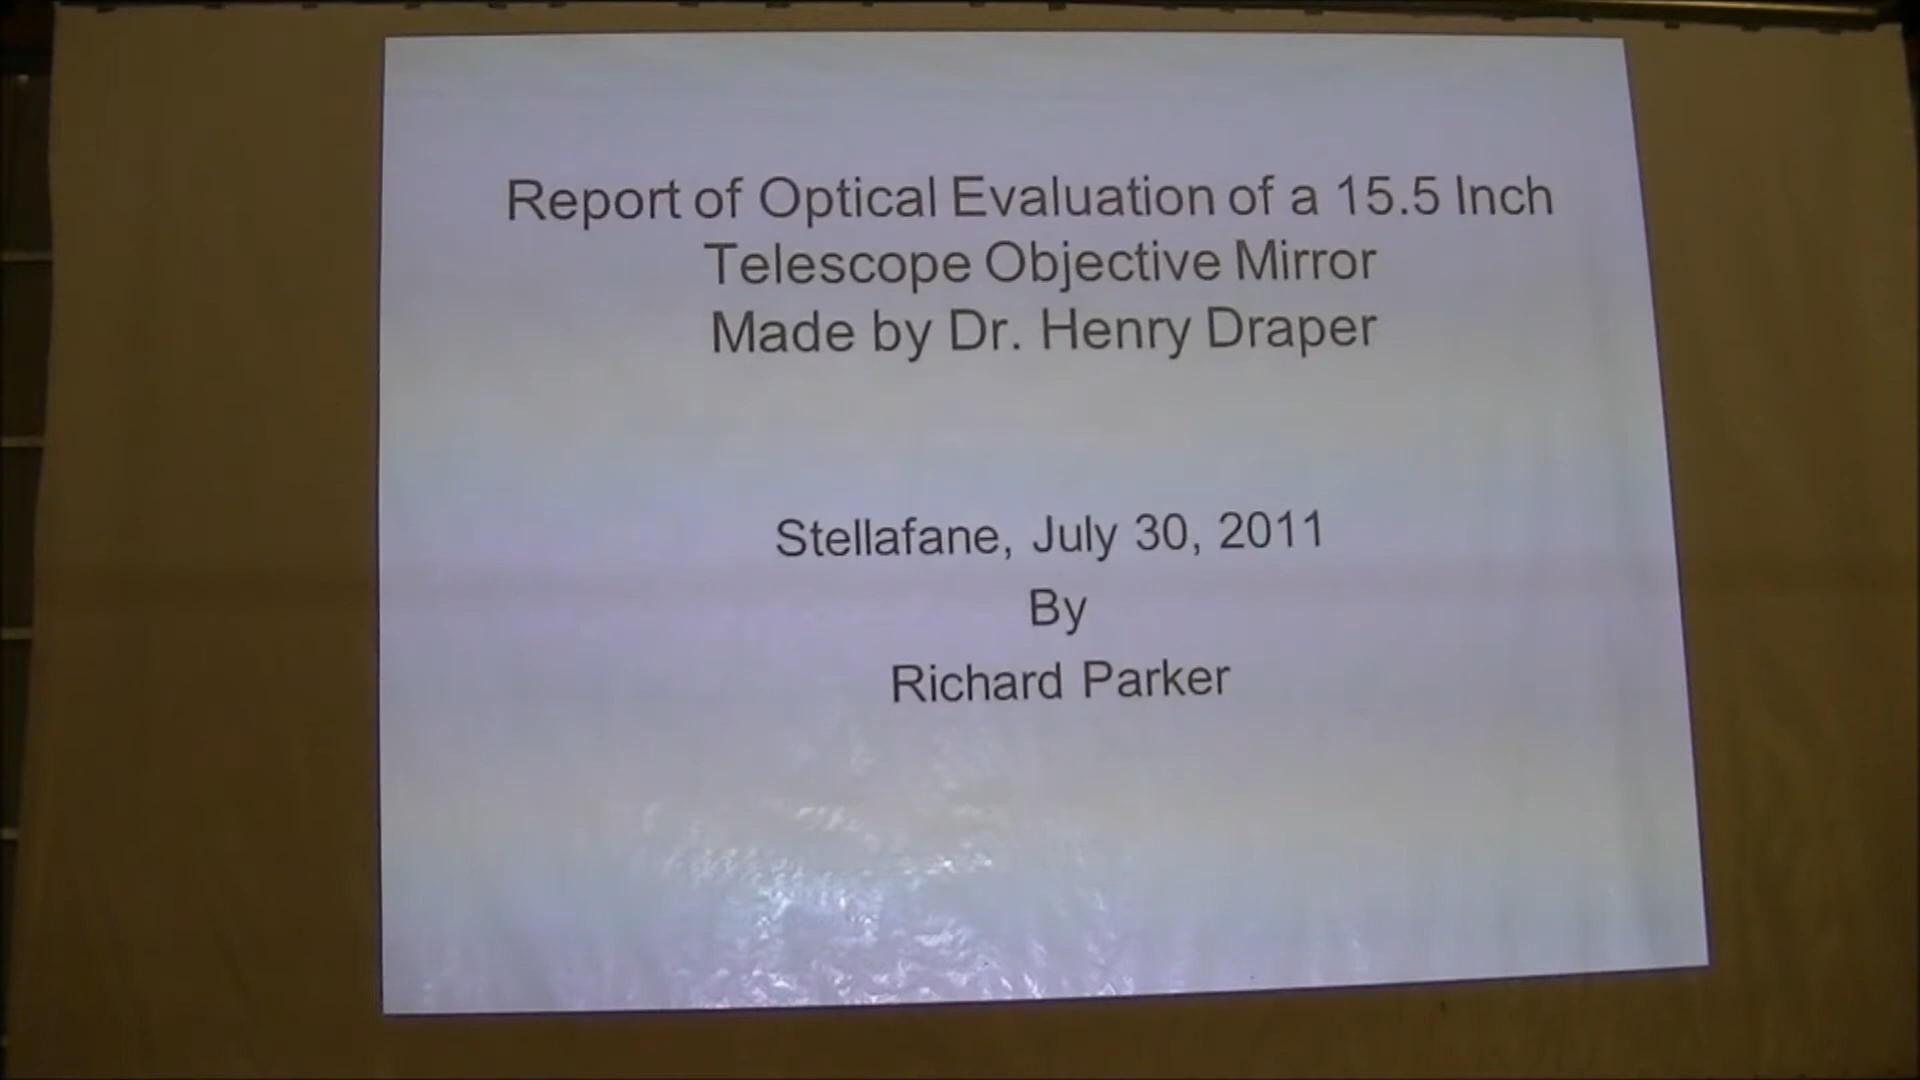 Report of Optical Evaluation of a 15.5 Inch
Telescope Objective Mirror
Made by Dr. Henry Draper
Stellafane, July 30, 2011
By
Richard Parker